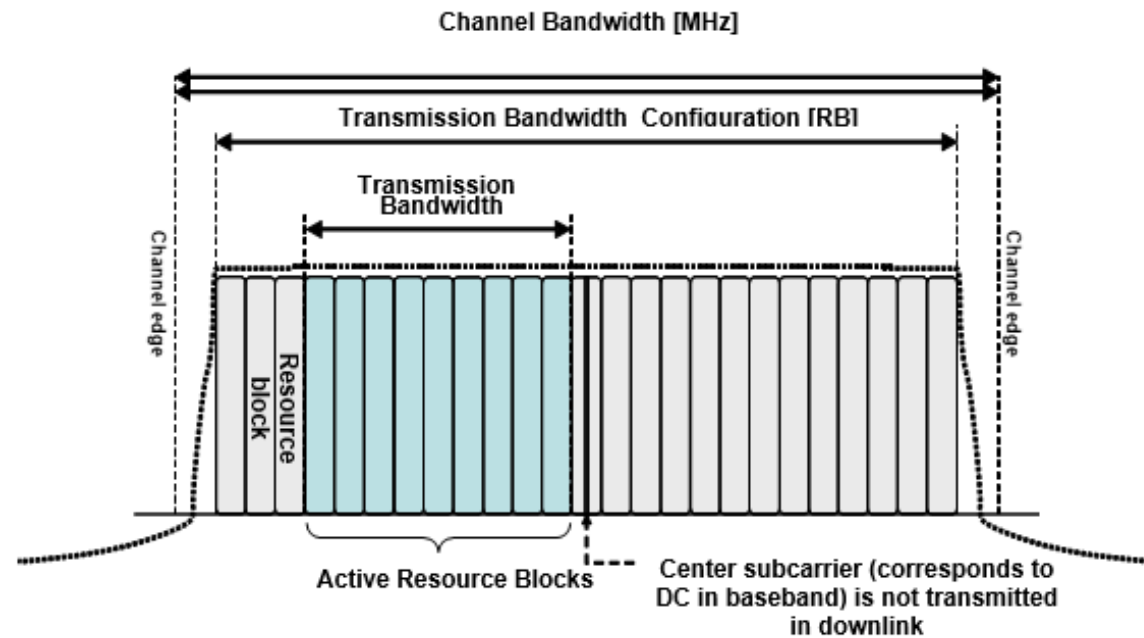 Channel Bandwidth [MHz]
Transmission Bandwidth Configuration [RB]
Transmission
Bandwidth
Channel edge
Channel edge
Resource
block
Active Resource Blocks
Center subcarrier (corresponds to
DC in baseband) is not transmitted
in downlink